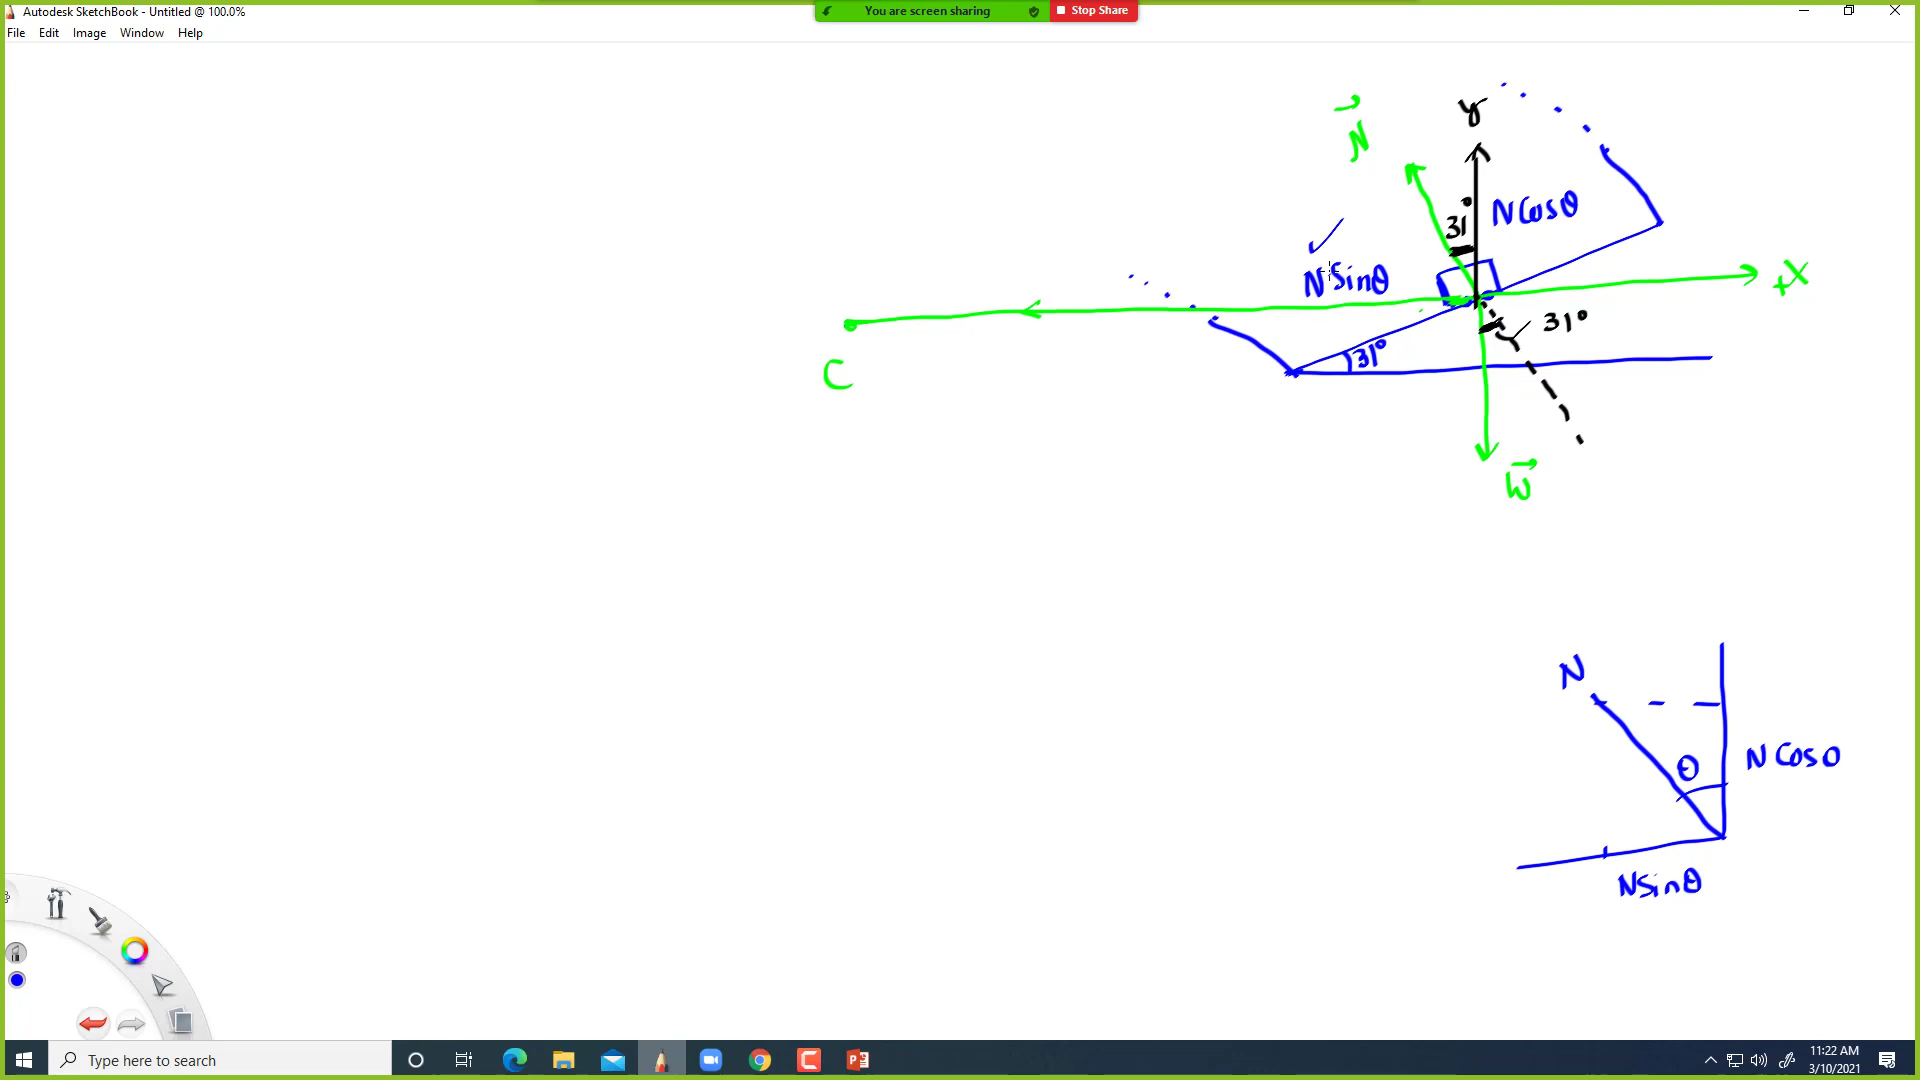 Autodesk SketchBook - Untitled @ 100.0%
You are screen sharing
Stop Share
File Edit Image Window Help
y
N
31°
N Cosθ
N Sinθ
+X
31°
31°
C
W
N
θ
N Cosθ
N Sinθ
Type here to search
11:22 AM
3/10/2021